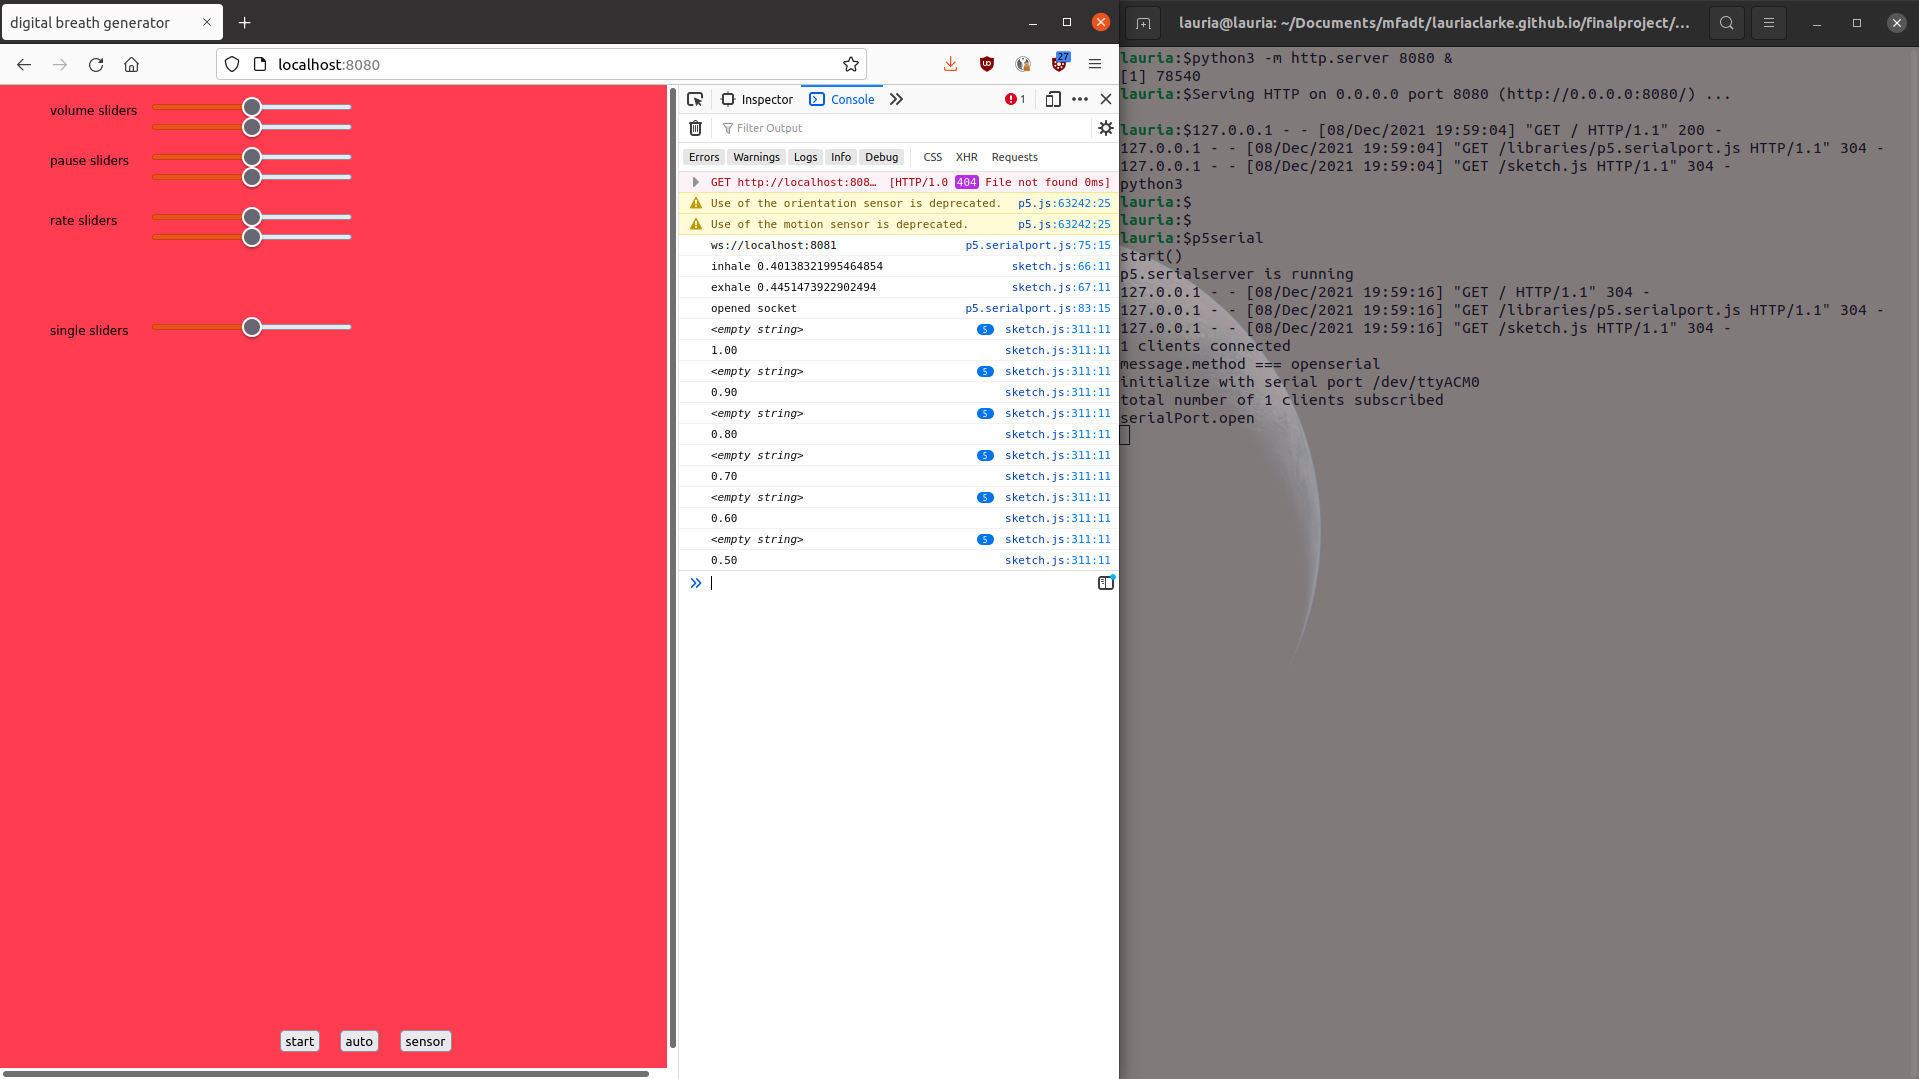 digital breath generator
localhost:8080
27
volume sliders
pause sliders
rate sliders
single sliders
start auto sensor
Inspector Console 1
Filter Output
Errors Warnings Logs Info Debug CSS XHR Requests
GET http://localhost:808… [HTTP/1.0 404 File not found 0ms]
Use of the orientation sensor is deprecated. p5.js:63242:25
Use of the motion sensor is deprecated. p5.js:63242:25
ws://localhost:8081 p5.serialport.js:75:15
inhale 0.40138321995464854 sketch.js:66:11
exhale 0.4451473922902494 sketch.js:67:11
opened socket p5.serialport.js:83:15
<empty string> 5 sketch.js:311:11
1.00 sketch.js:311:11
<empty string> 5 sketch.js:311:11
0.90 sketch.js:311:11
<empty string> 5 sketch.js:311:11
0.80 sketch.js:311:11
<empty string> 5 sketch.js:311:11
0.70 sketch.js:311:11
<empty string> 5 sketch.js:311:11
0.60 sketch.js:311:11
<empty string> 5 sketch.js:311:11
0.50 sketch.js:311:11
lauria@lauria: ~/Documents/mfadt/lauriaclarke.github.io/finalproject/...
lauria:$python3 -m http.server 8080 &
[1] 78540
lauria:$Serving HTTP on 0.0.0.0 port 8080 (http://0.0.0.0:8080/) ...
lauria:$127.0.0.1 - - [08/Dec/2021 19:59:04] "GET / HTTP/1.1" 200 -
127.0.0.1 - - [08/Dec/2021 19:59:04] "GET /libraries/p5.serialport.js HTTP/1.1" 304 -
127.0.0.1 - - [08/Dec/2021 19:59:04] "GET /sketch.js HTTP/1.1" 304 -
python3
lauria:$
lauria:$
lauria:$p5serial
start()
p5.serialserver is running
127.0.0.1 - - [08/Dec/2021 19:59:16] "GET / HTTP/1.1" 304 -
127.0.0.1 - - [08/Dec/2021 19:59:16] "GET /libraries/p5.serialport.js HTTP/1.1" 304 -
127.0.0.1 - - [08/Dec/2021 19:59:16] "GET /sketch.js HTTP/1.1" 304 -
1 clients connected
message.method === openserial
initialize with serial port /dev/ttyACM0
total number of 1 clients subscribed
serialPort.open